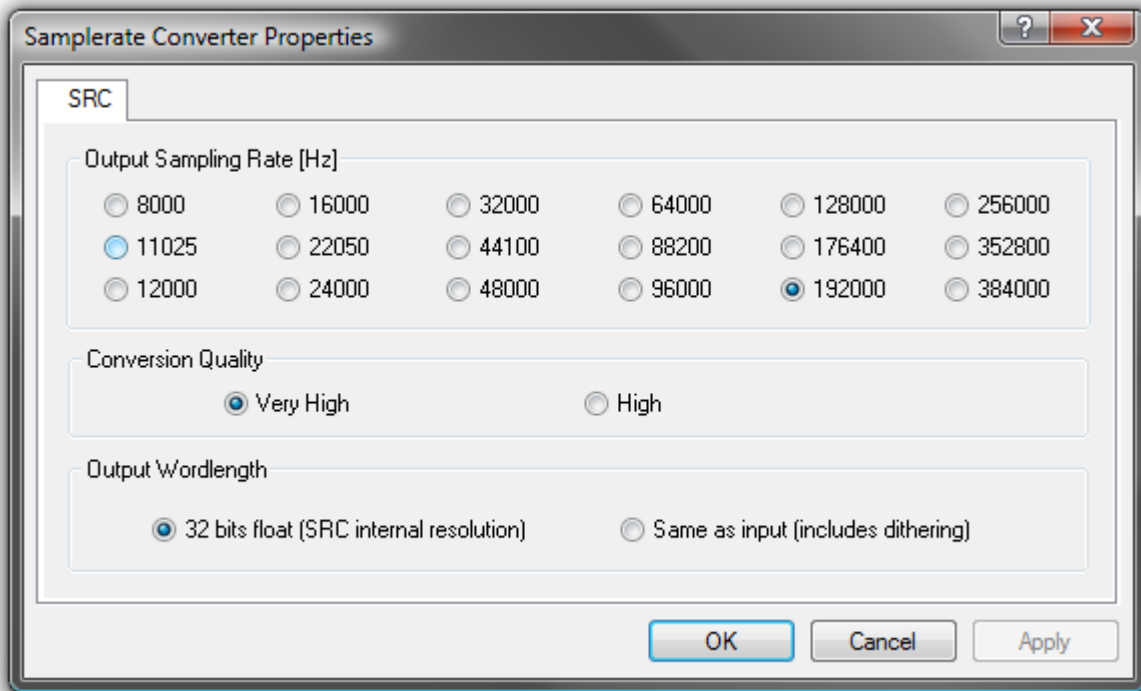 Samplerate Converter Properties
SRC
Output Sampling Rate [Hz]
8000 16000 32000 64000 128000 256000
11025 22050 44100 88200 176400 352800
12000 24000 48000 96000 192000 384000
Conversion Quality
Very High High
Output Wordlength
32 bits float (SRC internal resolution) Same as input (includes dithering)
OK Cancel Apply